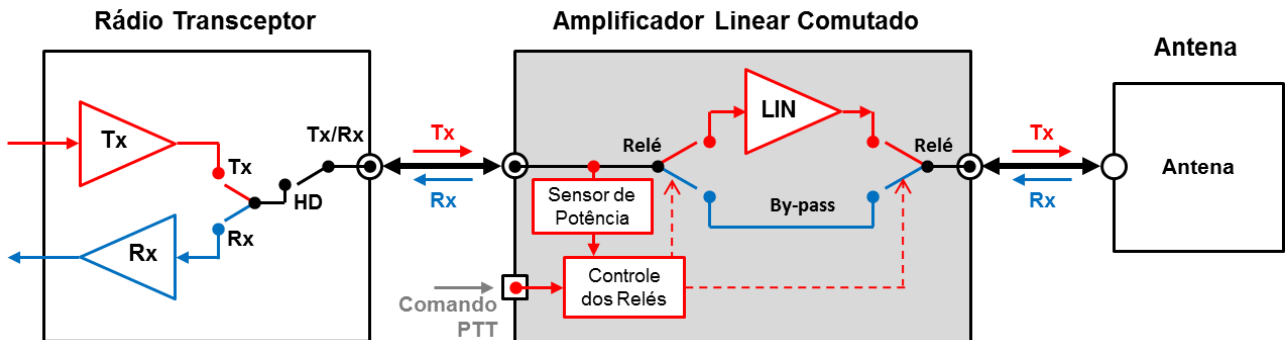 Rádio Transceptor
Amplificador Linear Comutado
Antena
Tx
Tx
HD
Tx/Rx
Rx
Rx
Tx
Rx
Relé
LIN
Relé
By-pass
Sensor de
Potência
Controle
dos Relés
Comando
PTT
Tx
Rx
Antena